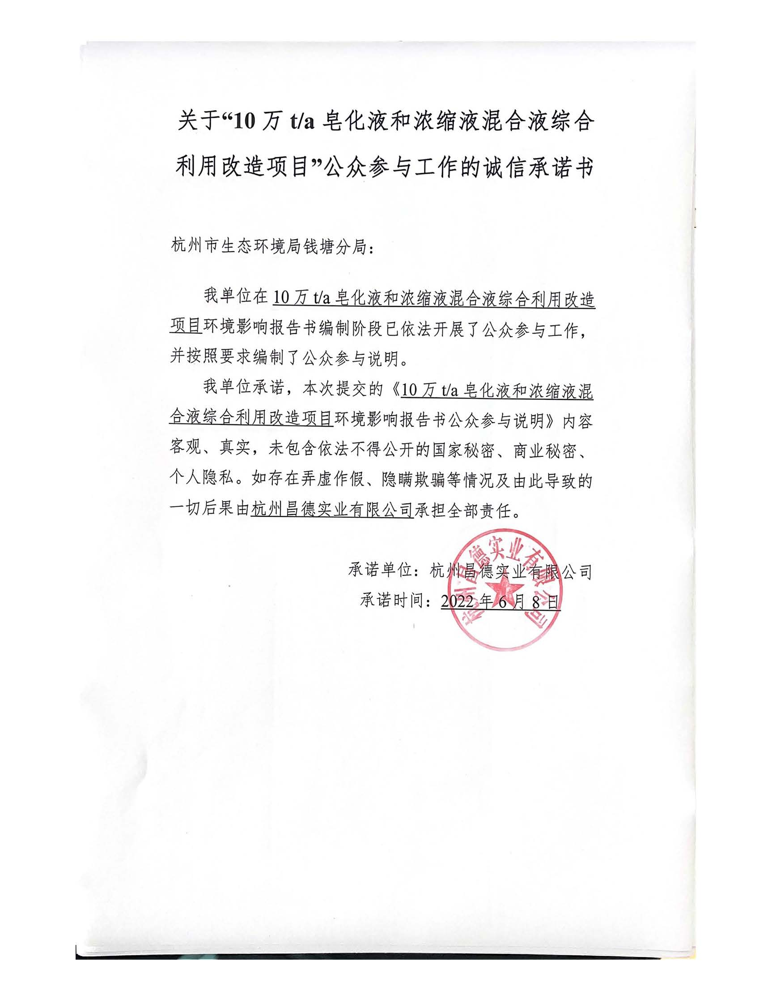 关于“10 万 t/a 皂化液和浓缩液混合液综合
利用改造项目”公众参与工作的诚信承诺书
杭州市生态环境局钱塘分局：
我单位在 10 万 t/a 皂化液和浓缩液混合液综合利用改造
项目环境影响报告书编制阶段已依法开展了公众参与工作，
并按照要求编制了公众参与说明。
我单位承诺，本次提交的《10 万 t/a 皂化液和浓缩液混
合液综合利用改造项目环境影响报告书公众参与说明》内容
客观、真实，未包含依法不得公开的国家秘密、商业秘密、
个人隐私。如存在弄虚作假、隐瞒欺骗等情况及由此导致的
一切后果由杭州昌德实业有限公司承担全部责任。
承诺单位：杭州昌德实业有限公司
承诺时间：2022 年 6 月 8 日
杭州昌德实业有限公司